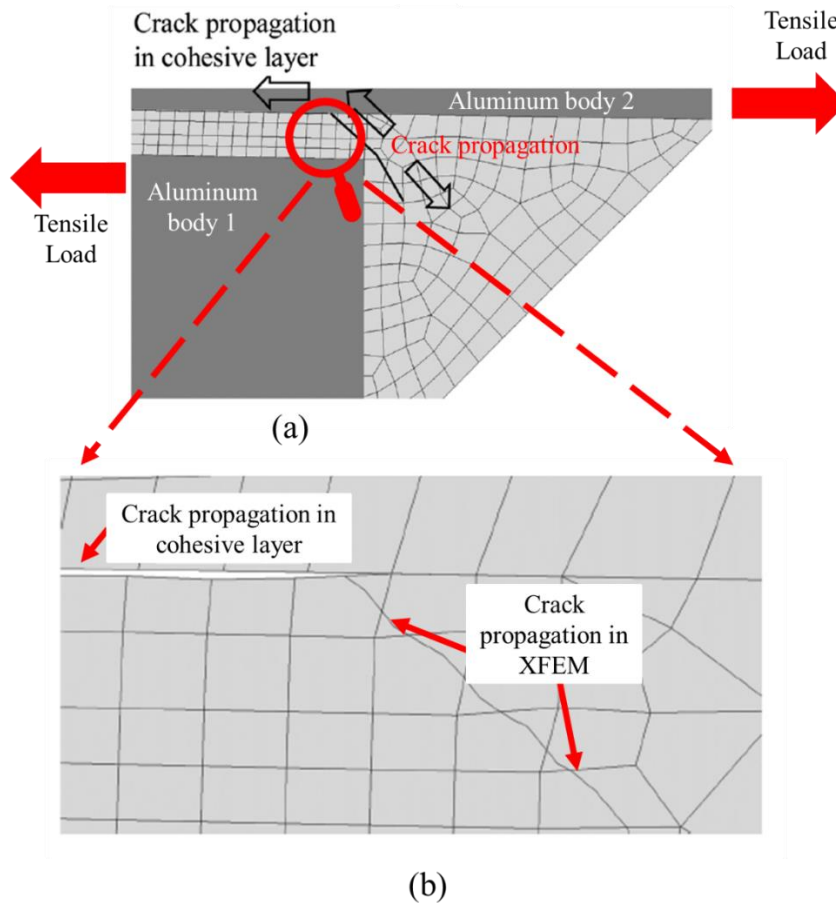 Crack propagation
in cohesive layer
Tensile
Load
Aluminum body 2
Crack propagation
Aluminum
body 1
Tensile
Load
(a)
Crack propagation in
cohesive layer
Crack
propagation in
XFEM
(b)